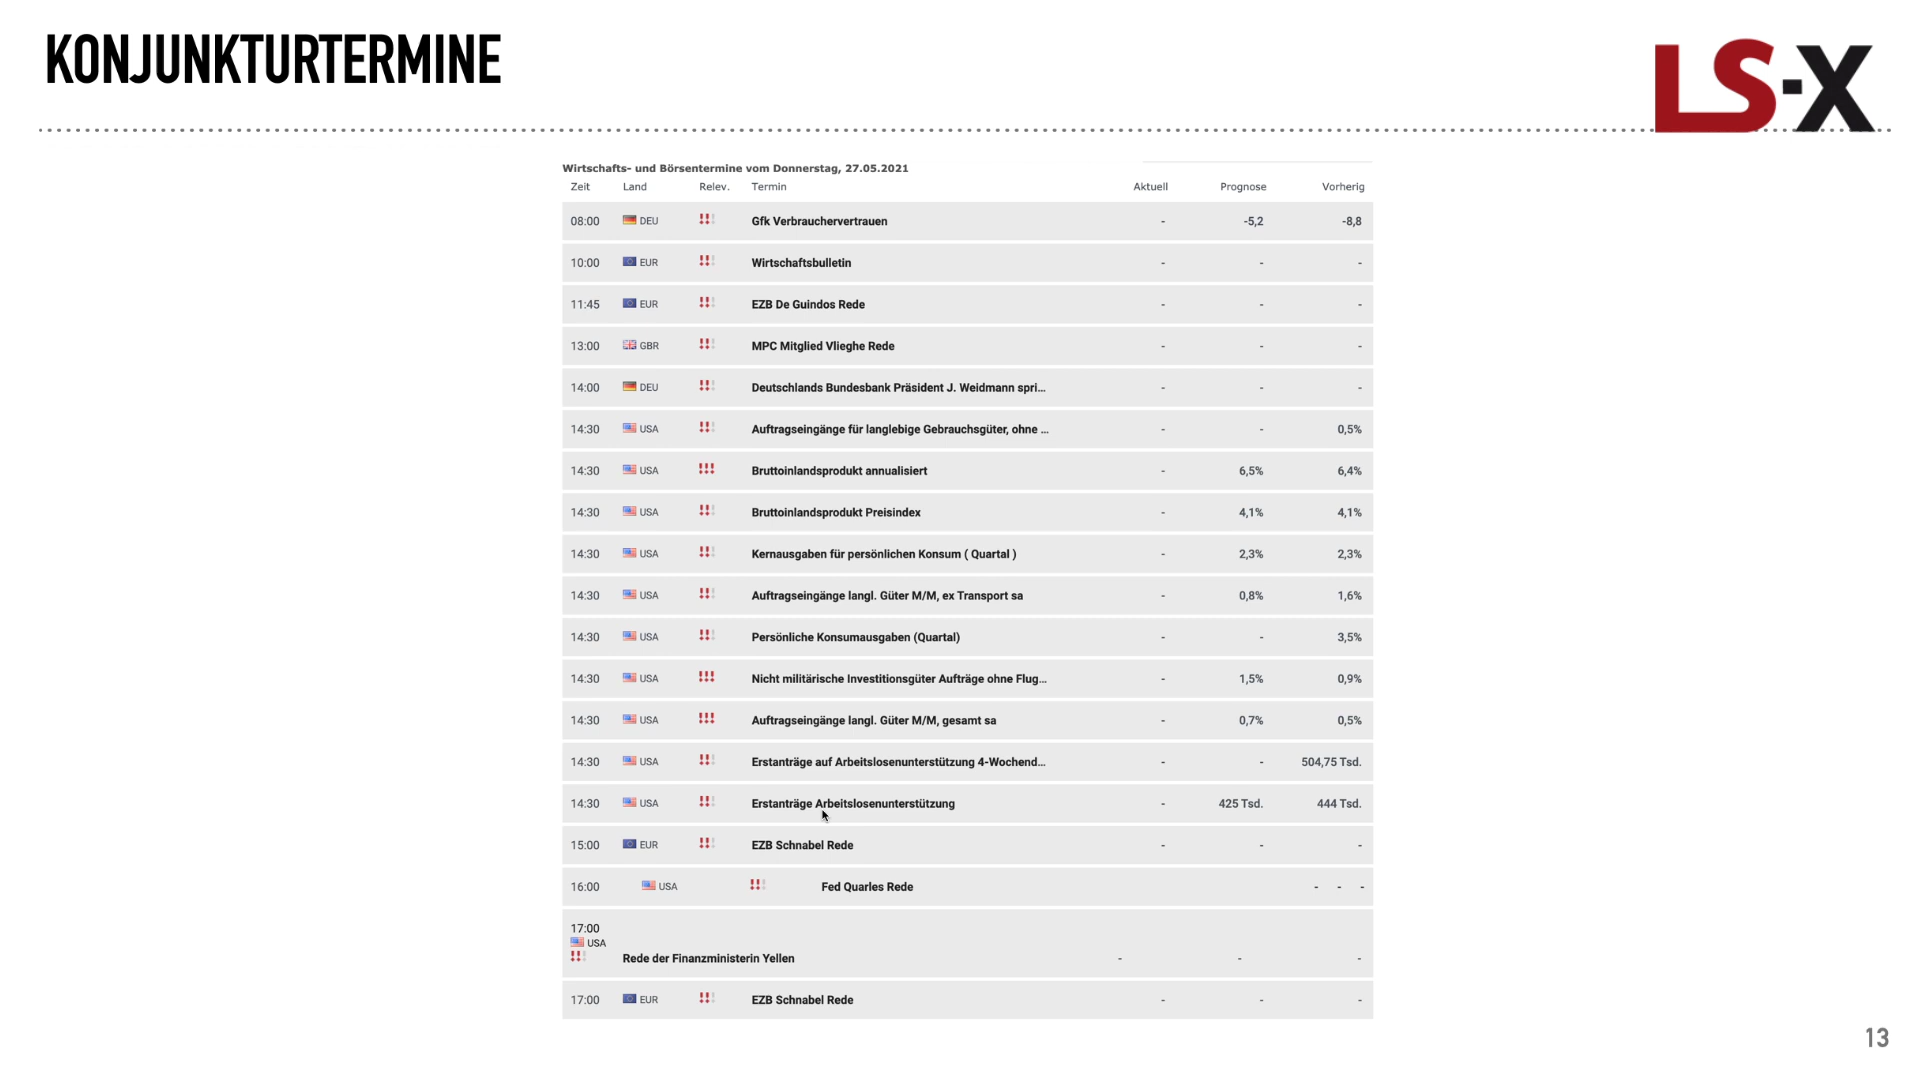 KONJUNKTURTERMINE
LS-X
Wirtschafts- und Börsentermine vom Donnerstag, 27.05.2021
Zeit Land Relev. Termin Aktuell Prognose Vorherig
08:00 DEU Gfk Verbrauchervertrauen - -5,2 -8,8
10:00 EUR Wirtschaftsbulletin - - -
11:45 EUR EZB De Guindos Rede - - -
13:00 GBR MPC Mitglied Vlieghe Rede - - -
14:00 DEU Deutschlands Bundesbank Präsident J. Weidmann spri... - - -
14:30 USA Auftragseingänge für langlebige Gebrauchsgüter, ohne ... - - 0,5%
14:30 USA Bruttoinlandsprodukt annualisiert - 6,5% 6,4%
14:30 USA Bruttoinlandsprodukt Preisindex - 4,1% 4,1%
14:30 USA Kernausgaben für persönlichen Konsum ( Quartal ) - 2,3% 2,3%
14:30 USA Auftragseingänge langl. Güter M/M, ex Transport sa - 0,8% 1,6%
14:30 USA Persönliche Konsumausgaben (Quartal) - - 3,5%
14:30 USA Nicht militärische Investitionsgüter Aufträge ohne Flug... - 1,5% 0,9%
14:30 USA Auftragseingänge langl. Güter M/M, gesamt sa - 0,7% 0,5%
14:30 USA Erstanträge auf Arbeitslosenunterstützung 4-Wochend... - - 504,75 Tsd.
14:30 USA Erstanträge Arbeitslosenunterstützung - 425 Tsd. 444 Tsd.
15:00 EUR EZB Schnabel Rede - - -
16:00 USA Fed Quarles Rede - - -
17:00
USA
Rede der Finanzministerin Yellen - - -
17:00 EUR EZB Schnabel Rede - - -
13